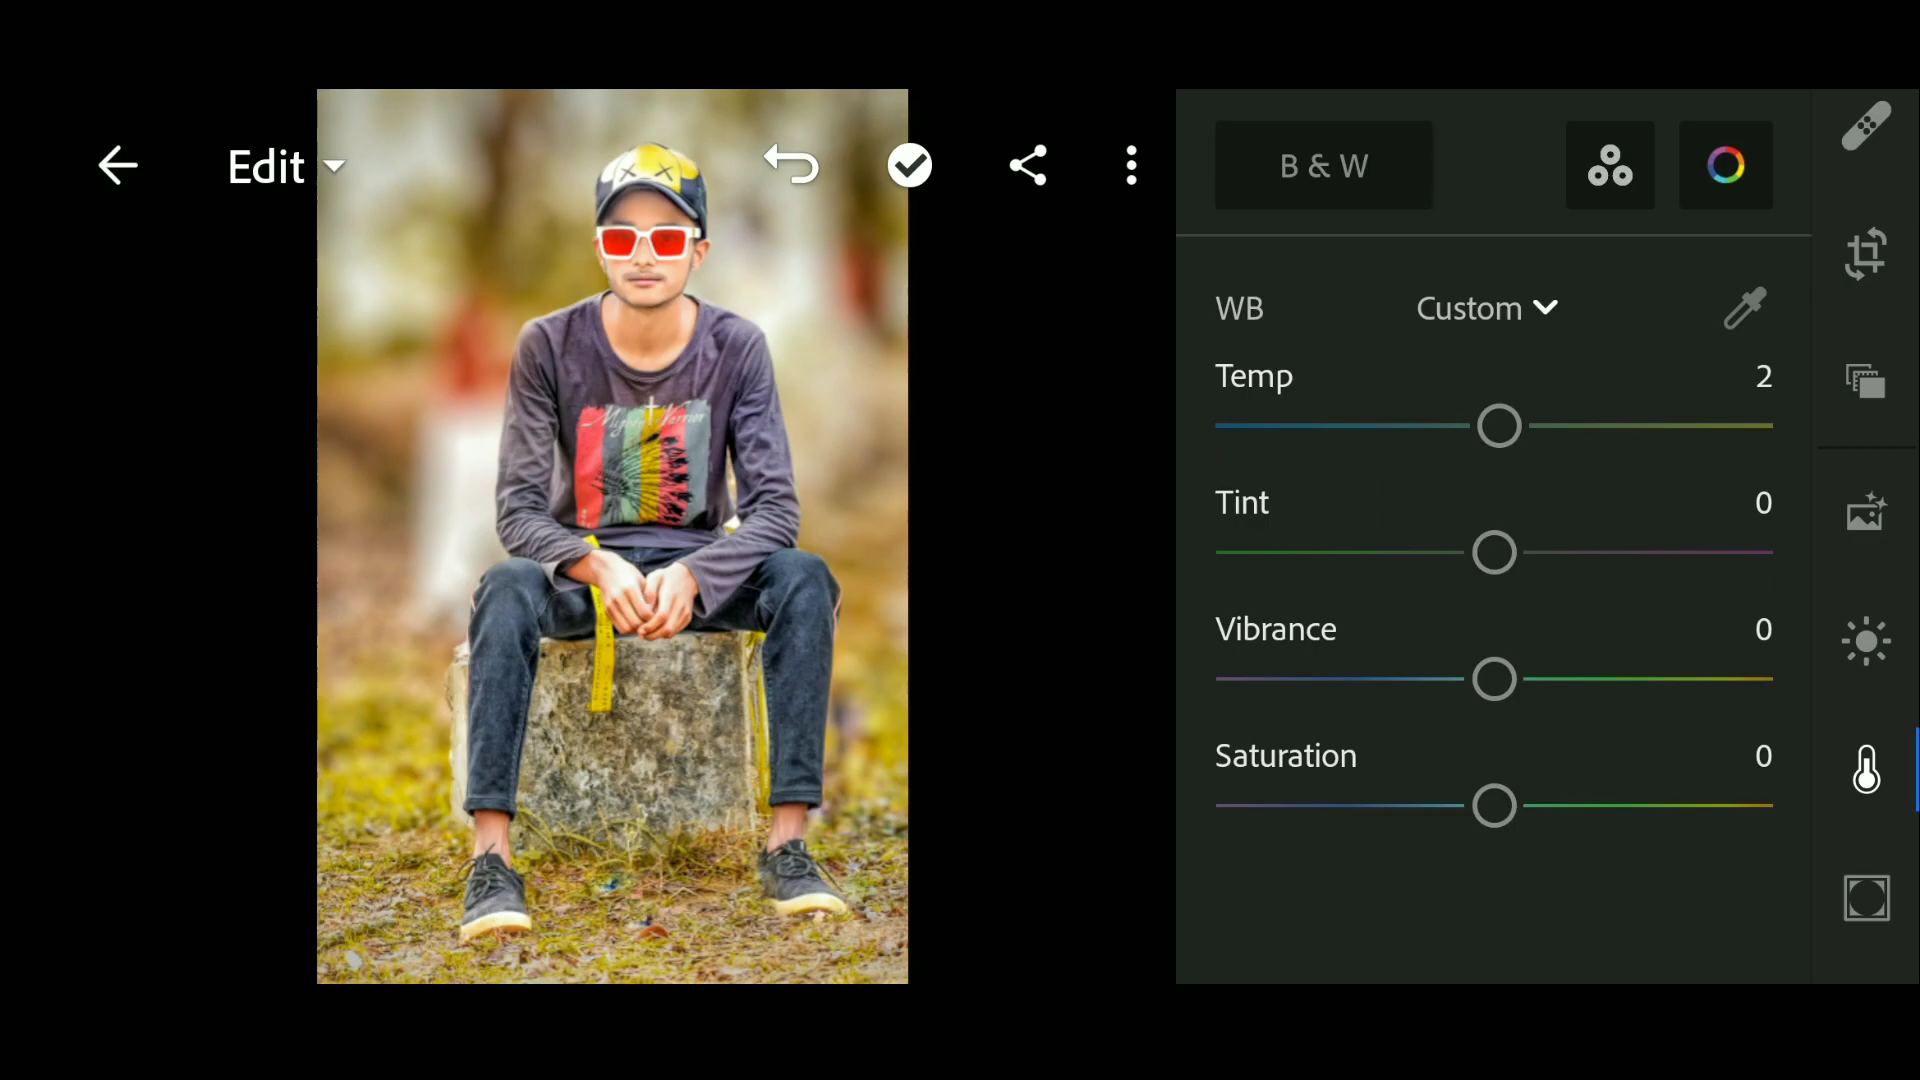 Edit
B & W
WB
Custom
Temp
2
Tint
0
Vibrance
0
Saturation
0